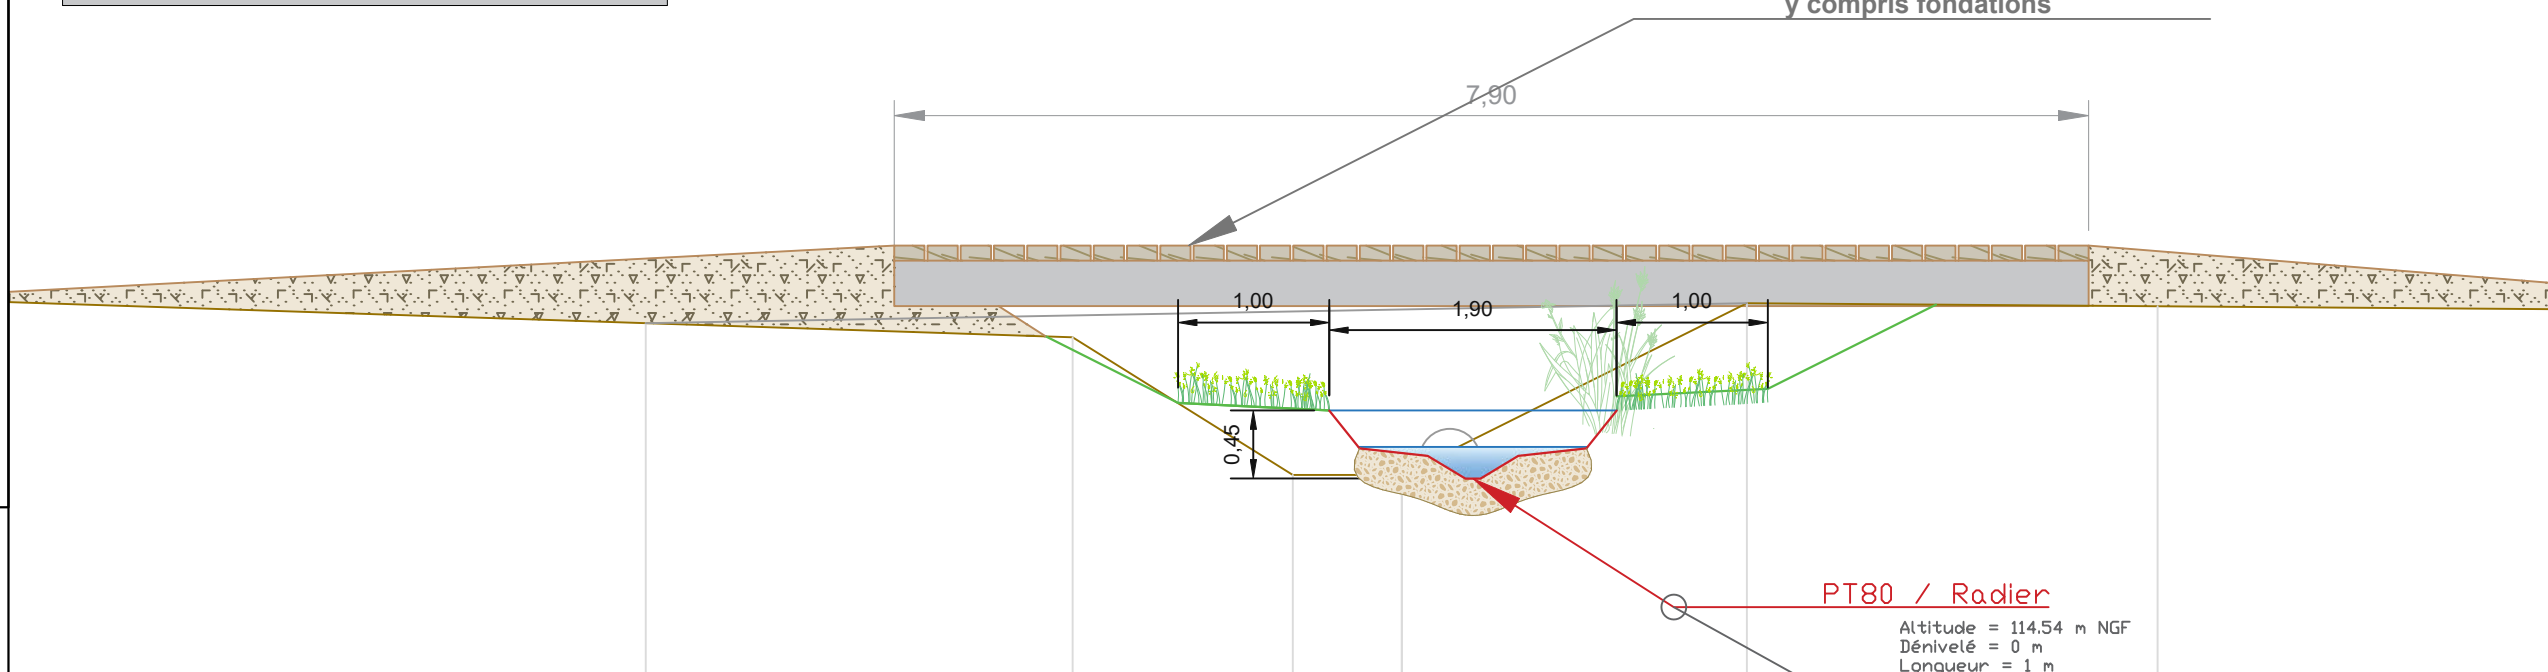 y compris fondations
7,90
1,00
1,90
1,00
0,45
PT80 / Radier
Altitude = 114.54 m NGF
Dénivelé = 0 m
Longueur = 1 m